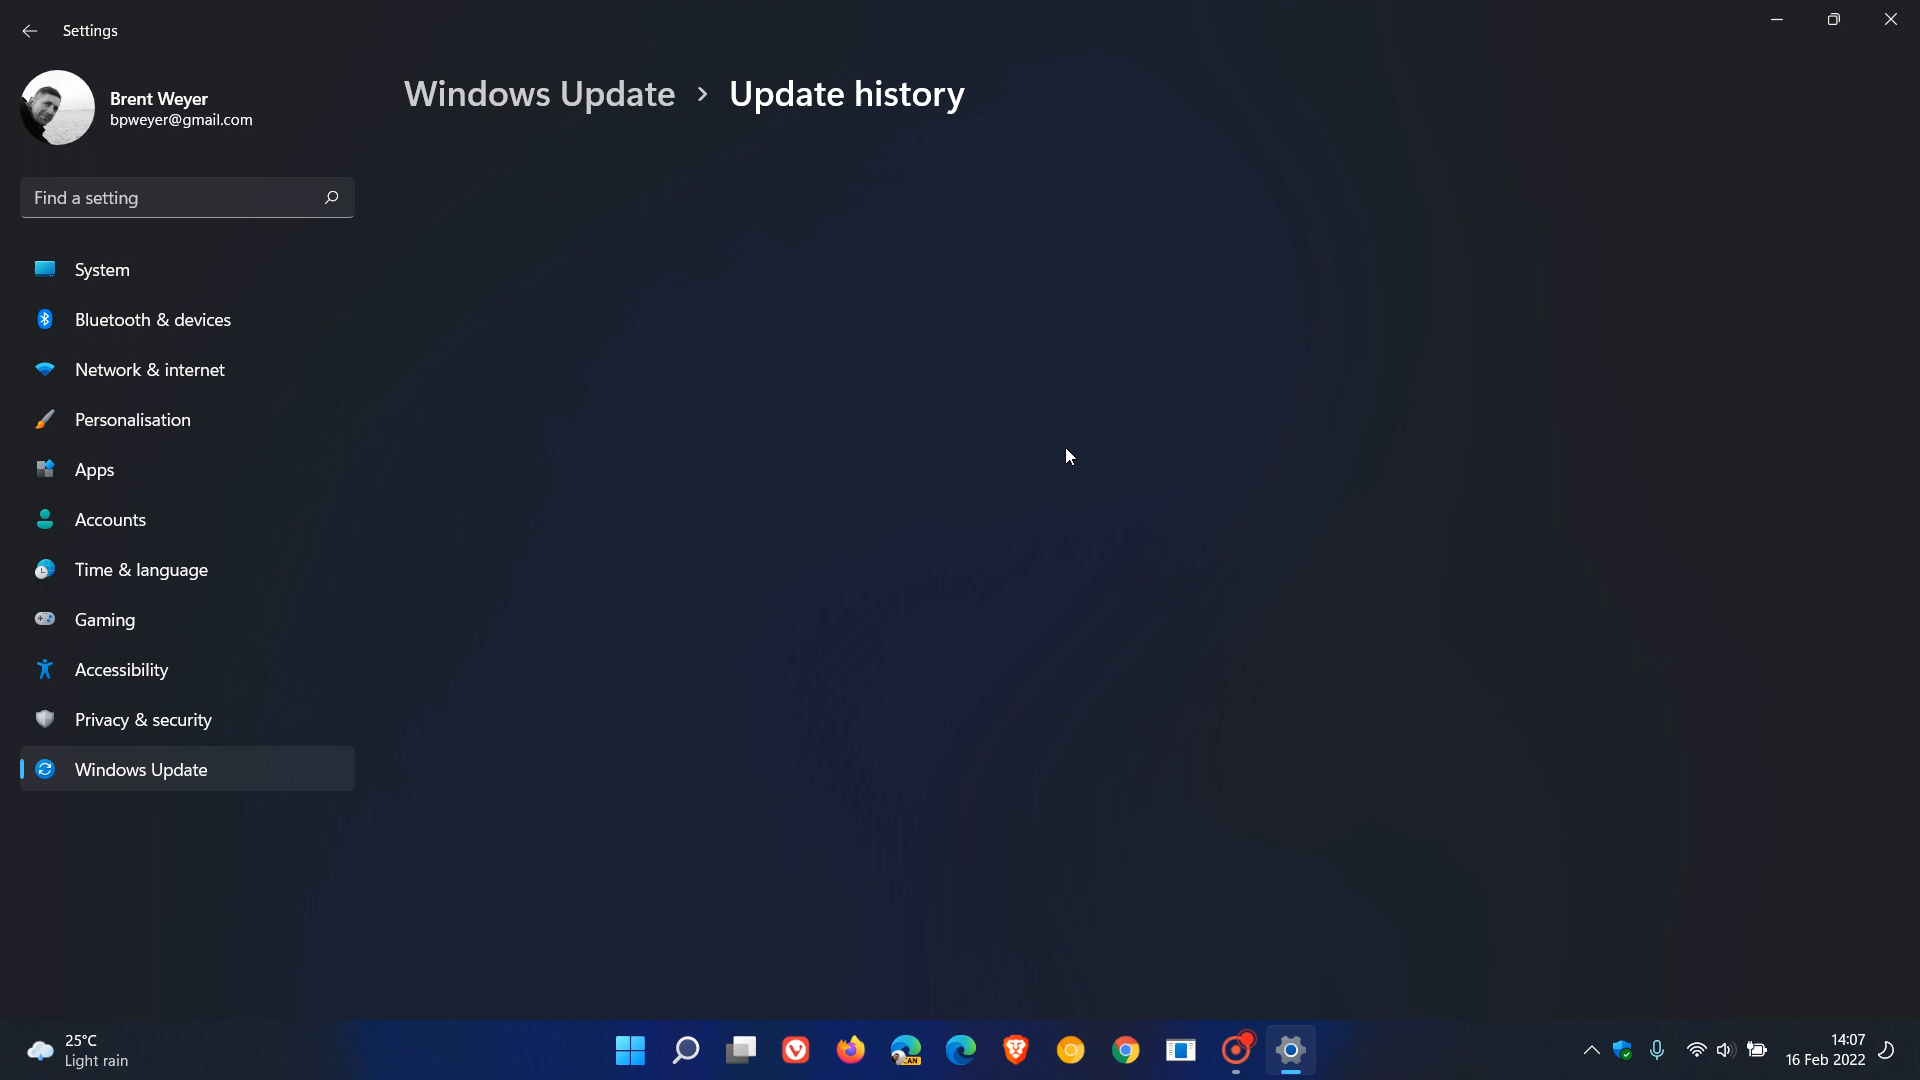 Settings
Brent Weyer
bpweyer@gmail.com
Find a setting
System
Bluetooth & devices
Network & internet
Personalisation
Apps
Accounts
Time & language
Gaming
Accessibility
Privacy & security
Windows Update
Windows Update > Update history
25°C
Light rain
CAN
14:07
16 Feb 2022